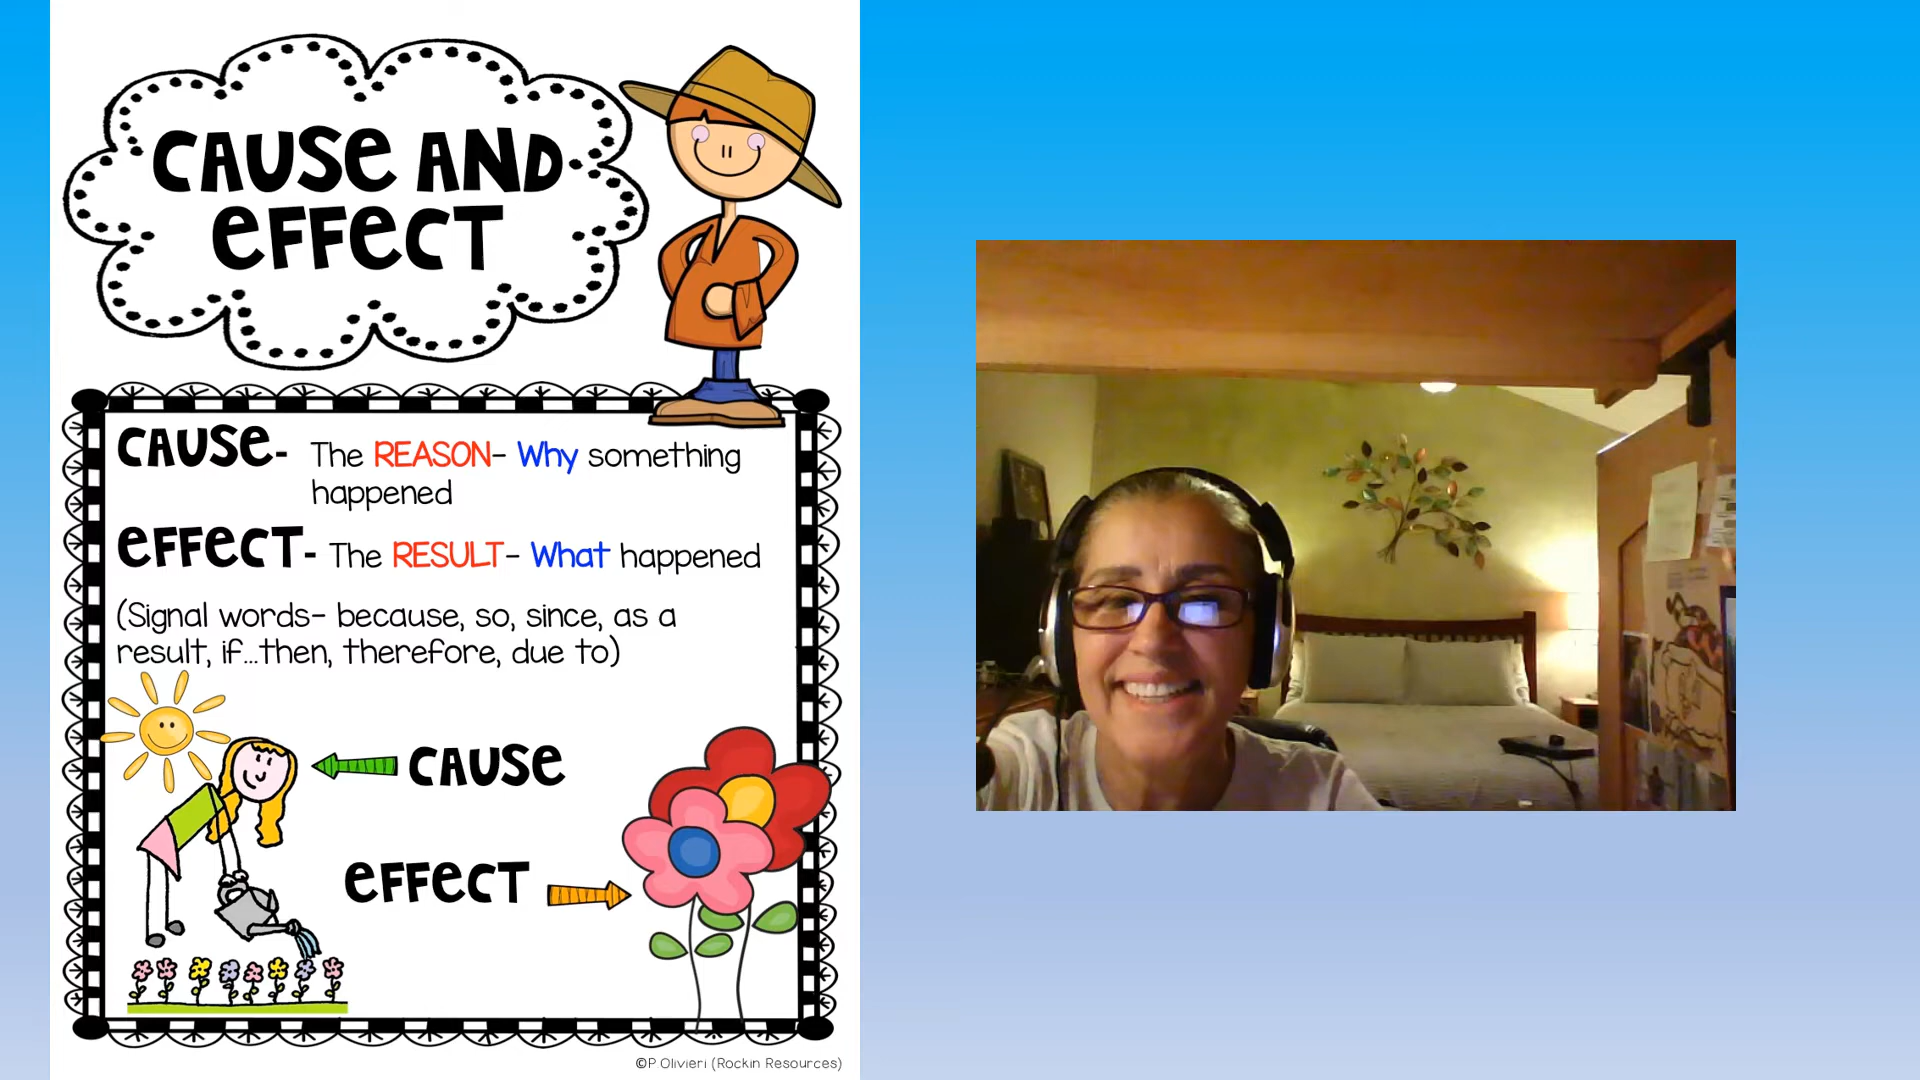 CAUSE AND
EFFECT
CAUSE- The REASON- Why something
happened
EFFECT- The RESULT- What happened
(Signal words- because, so, since, as a
result, if...then, therefore, due to)
CAUSE
EFFECT
©P.Olivieri (Rockin Resources)